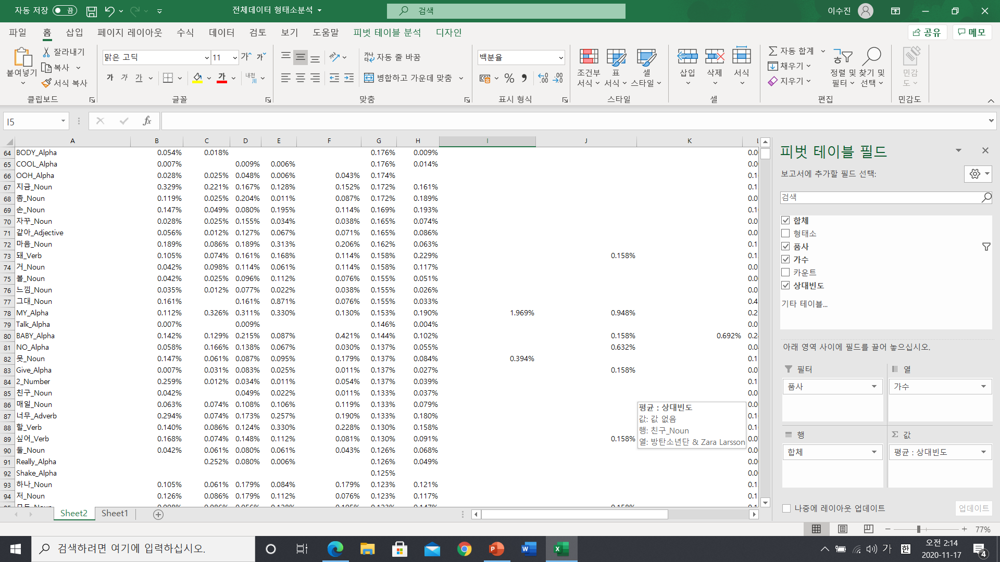 자동 저장 끔 전체데이터 형태소분석 검색 이수진
파일 홈 삽입 페이지 레이아웃 수식 데이터 검토 보기 도움말 피벗 테이블 분석 디자인 공유 메모
붙여넣기 잘라내기 복사 서식 복사 클립보드
맑은 고딕 11 가 가 가 가 가 가 내천 글꼴
가나 자동 줄 바꿈 병합하고 가운데 맞춤 맞춤
백분율 % 표시 형식
조건부 서식 표 서식 셀 스타일 스타일
삽입 삭제 서식 셀
자동 합계 채우기 지우기 정렬 및 필터 찾기 및 선택 편집
민감도 민감도
I5 fx
A B C D E F G H I J K L
64 BODY_Alpha 0.054% 0.018% 0.176% 0.009% 0.0
65 COOL_Alpha 0.007% 0.009% 0.006% 0.176% 0.014% 0.0
66 OOH_Alpha 0.028% 0.025% 0.048% 0.006% 0.043% 0.174% 0.1
67 지금_Noun 0.329% 0.221% 0.167% 0.128% 0.152% 0.172% 0.161% 0.1
68 좀_Noun 0.119% 0.025% 0.204% 0.011% 0.087% 0.172% 0.189% 0.0
69 손_Noun 0.147% 0.049% 0.080% 0.195% 0.114% 0.169% 0.193% 0.1
70 자꾸_Noun 0.028% 0.025% 0.155% 0.034% 0.038% 0.165% 0.074% 0.0
71 같아_Adjective 0.056% 0.012% 0.127% 0.067% 0.071% 0.165% 0.086% 0.0
72 마음_Noun 0.189% 0.086% 0.189% 0.313% 0.206% 0.162% 0.063% 0.1
73 돼_Verb 0.105% 0.074% 0.161% 0.168% 0.114% 0.158% 0.229% 0.158% 0.1
74 거_Noun 0.042% 0.098% 0.114% 0.061% 0.114% 0.158% 0.117% 0.0
75 볼_Noun 0.042% 0.025% 0.096% 0.112% 0.076% 0.155% 0.051% 0.0
76 느낌_Noun 0.035% 0.012% 0.077% 0.022% 0.038% 0.155% 0.026% 0.0
77 그대_Noun 0.161% 0.161% 0.871% 0.076% 0.155% 0.033% 0.4
78 MY_Alpha 0.112% 0.326% 0.311% 0.330% 0.130% 0.153% 0.190% 1.969% 0.948% 0.2
79 Talk_Alpha 0.007% 0.009% 0.146% 0.004% 0.0
80 BABY_Alpha 0.142% 0.129% 0.215% 0.087% 0.421% 0.144% 0.102% 0.158% 0.692% 0.2
81 NO_Alpha 0.058% 0.166% 0.138% 0.067% 0.030% 0.137% 0.055% 0.632% 0.0
82 못_Noun 0.147% 0.061% 0.087% 0.095% 0.179% 0.137% 0.084% 0.394% 0.1
83 Give_Alpha 0.007% 0.031% 0.083% 0.025% 0.011% 0.137% 0.027% 0.158% 0.0
84 2_Number 0.259% 0.012% 0.034% 0.011% 0.054% 0.137% 0.039% 0.1
85 친구_Noun 0.042% 0.049% 0.022% 0.011% 0.133% 0.037% 0.0
86 매일_Noun 0.063% 0.074% 0.108% 0.106% 0.119% 0.133% 0.079% 0.0
87 너무_Adverb 0.294% 0.074% 0.173% 0.257% 0.190% 0.133% 0.180% 0.1
88 할_Verb 0.140% 0.086% 0.124% 0.330% 0.228% 0.130% 0.158% 0.1
89 싶어_Verb 0.168% 0.074% 0.148% 0.112% 0.081% 0.130% 0.091% 0.158% 0.0
90 둘_Noun 0.042% 0.061% 0.080% 0.061% 0.043% 0.126% 0.068% 0.0
91 Really_Alpha 0.252% 0.080% 0.006% 0.126% 0.049% 0.0
92 Shake_Alpha 0.125% 0.0
93 하나_Noun 0.105% 0.061% 0.179% 0.084% 0.179% 0.123% 0.121% 0.1
94 저_Noun 0.126% 0.086% 0.179% 0.112% 0.076% 0.123% 0.117% 0.1
평균 : 상대빈도
값: 값 없음
행: 친구_Noun
열: 방탄소년단 & Zara Larsson
피벗 테이블 필드
보고서에 추가할 필드 선택:
검색
합체
형태소
품사
가수
카운트
상대빈도
기타 테이블...
아래 영역 사이에 필드를 끌어 놓으십시오.
필터 열
품사 가수
행 Σ 값
합체 평균 : 상대빈도
나중에 레이아웃 업데이트 업데이트
Sheet2 Sheet1
77%
검색하려면 여기에 입력하십시오.
가 한 오전 2:14
2020-11-17 4